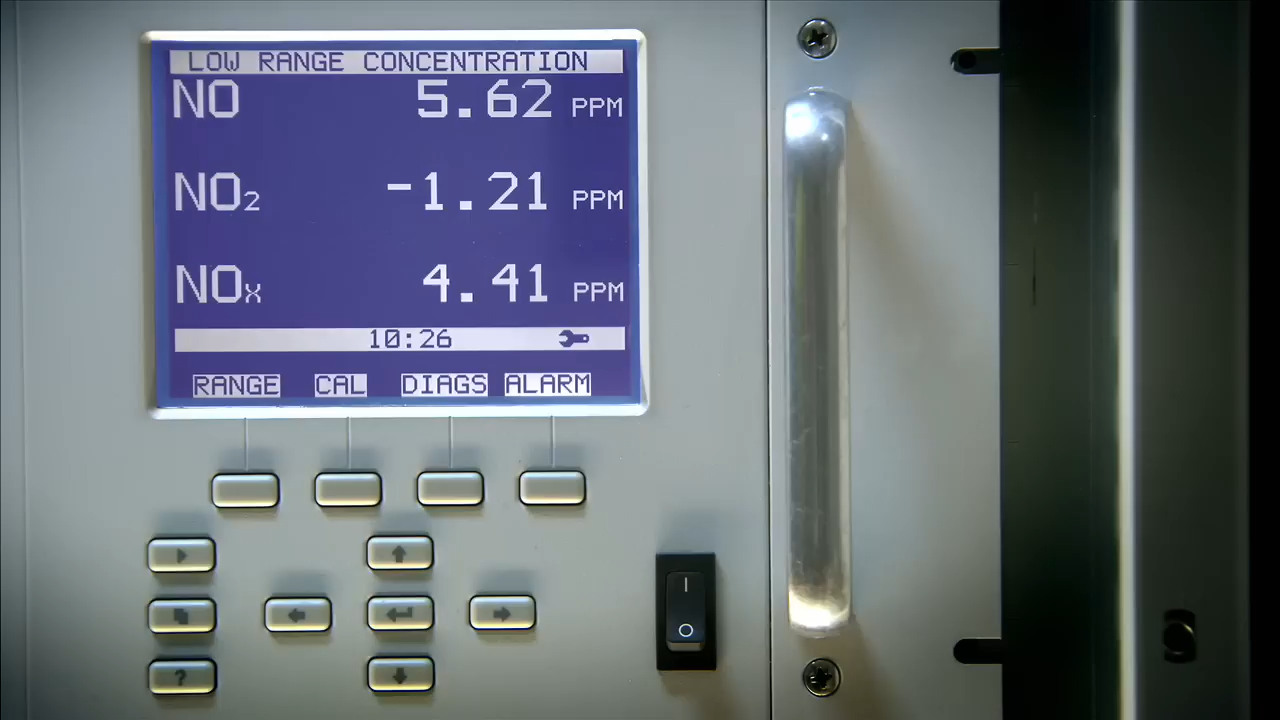 LOW RANGE CONCENTRATION
NO 5.62 PPM
NO₂ -1.21 PPM
NOₓ 4.41 PPM
10:26
RANGE CAL DIAGS ALARM
?